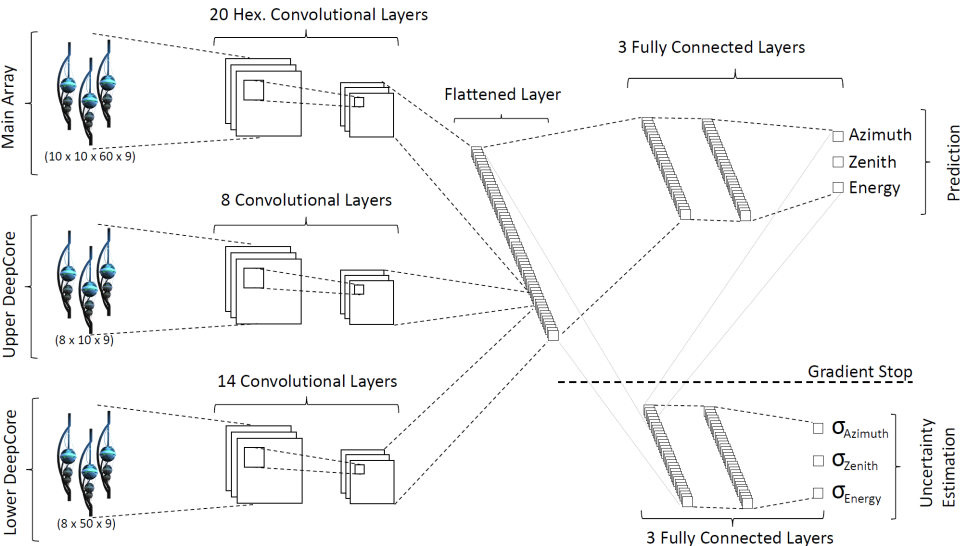 20 Hex. Convolutional Layers
3 Fully Connected Layers
Flattened Layer
Main Array
(10 x 10 x 60 x 9)
Azimuth
Zenith
Energy
Prediction
8 Convolutional Layers
Upper DeepCore
(8 x 10 x 9)
Gradient Stop
14 Convolutional Layers
Lower DeepCore
(8 x 50 x 9)
σAzimuth
σZenith
σEnergy
Uncertainty
Estimation
3 Fully Connected Layers